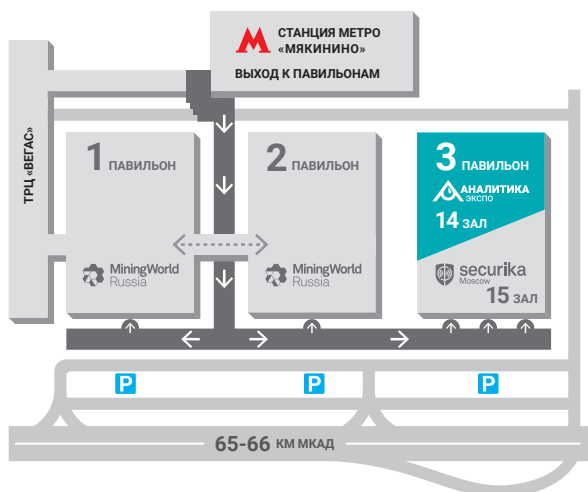 СТАНЦИЯ МЕТРО
«МЯКИНИНО»
ВЫХОД К ПАВИЛЬОНАМ
ТРЦ «ВЕГАС»
1 ПАВИЛЬОН
MiningWorld
Russia
2 ПАВИЛЬОН
MiningWorld
Russia
3 ПАВИЛЬОН
АНАЛИТИКА
ЭКСПО
14 ЗАЛ
securika
Moscow
15 ЗАЛ
P
P
P
65-66 КМ МКАД